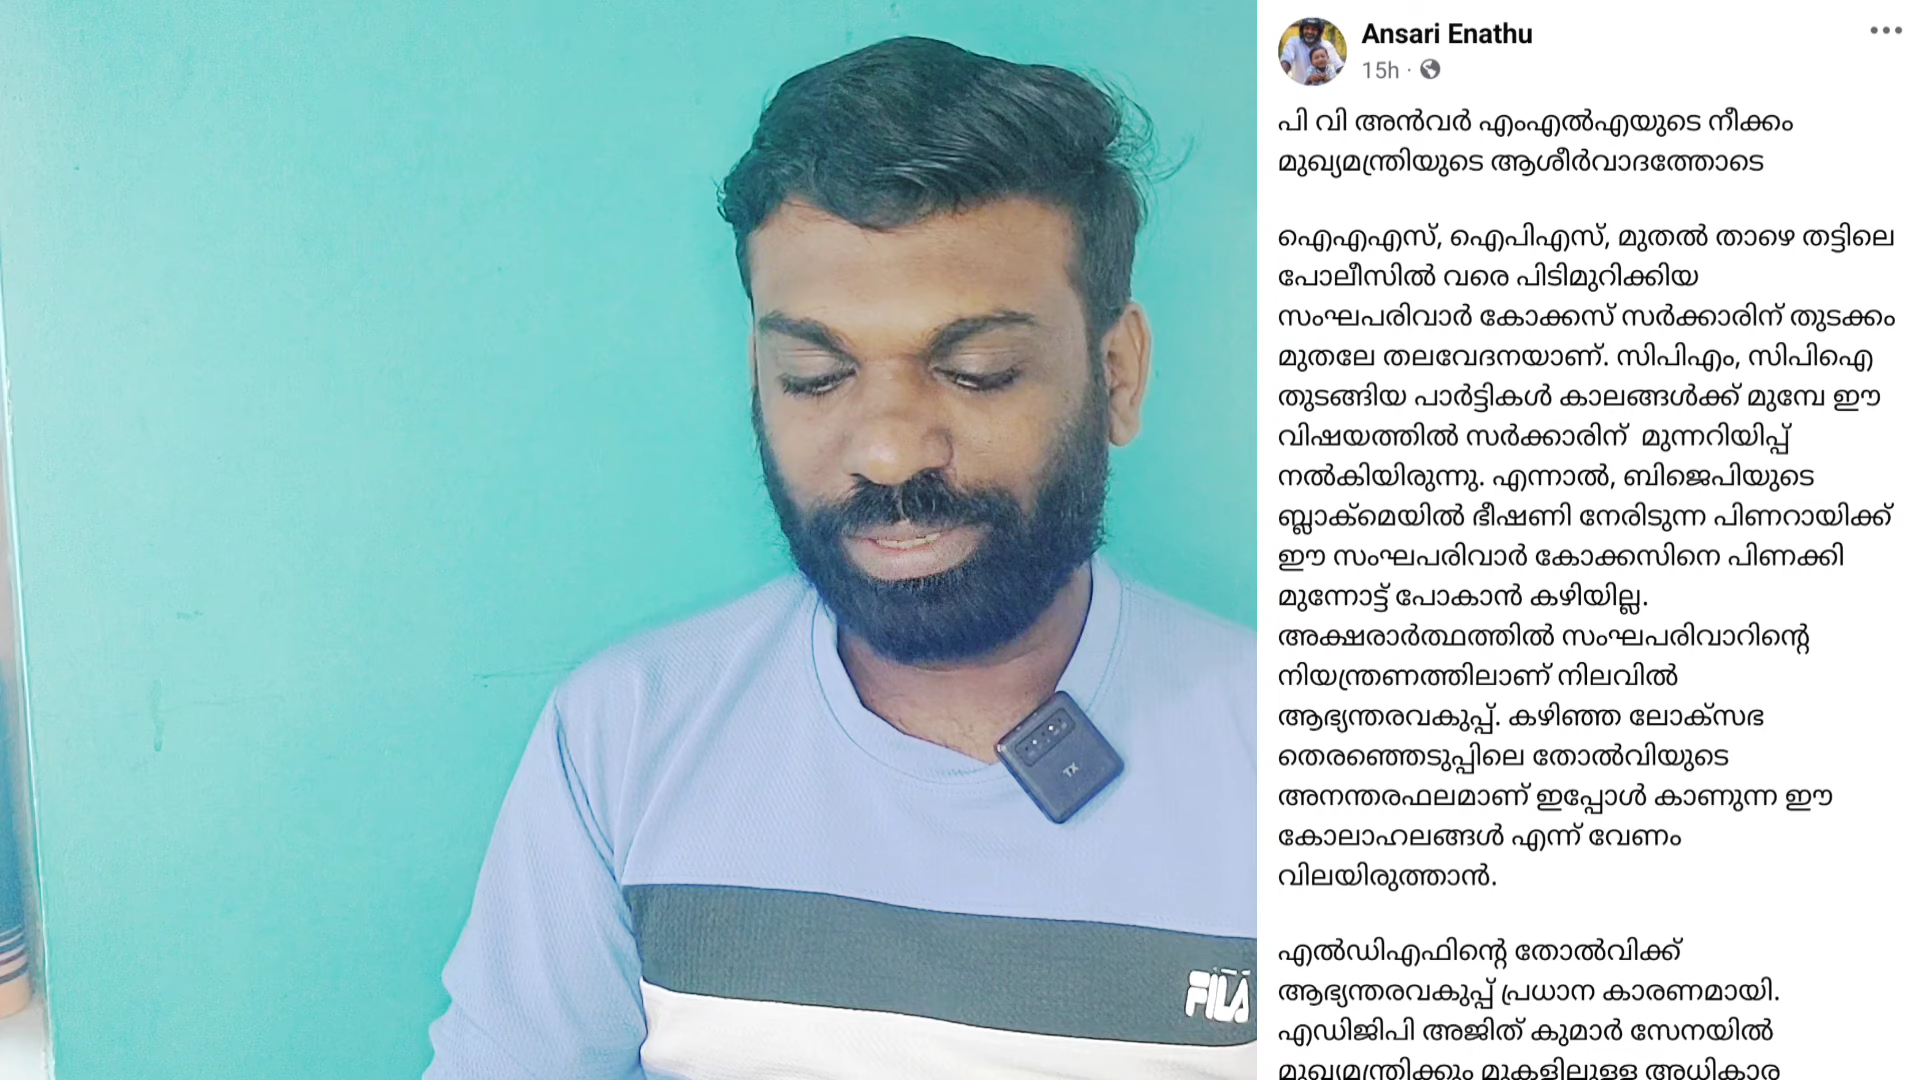 Ansari Enathu
15h ·
പി വി അൻവർ എംഎൽഎയുടെ നീക്കം
മുഖ്യമന്ത്രിയുടെ ആശീർവാദത്തോടെ
ഐഎഎസ്, ഐപിഎസ്, മുതൽ താഴെ തട്ടിലെ
പോലീസിൽ വരെ പിടിമുറിക്കിയ
സംഘപരിവാർ കോക്കസ് സർക്കാരിന് തുടക്കം
മുതലേ തലവേദനയാണ്. സിപിഎം, സിപിഐ
തുടങ്ങിയ പാർട്ടികൾ കാലങ്ങൾക്ക് മുമ്പേ ഈ
വിഷയത്തിൽ സർക്കാരിന് മുന്നറിയിപ്പ്
നൽകിയിരുന്നു. എന്നാൽ, ബിജെപിയുടെ
ബ്ലാക്മെയിൽ ഭീഷണി നേരിടുന്ന പിണറായിക്ക്
ഈ സംഘപരിവാർ കോക്കസിനെ പിണക്കി
മുന്നോട്ട് പോകാൻ കഴിയില്ല.
അക്ഷരാർത്ഥത്തിൽ സംഘപരിവാറിന്റെ
നിയന്ത്രണത്തിലാണ് നിലവിൽ
ആഭ്യന്തരവകുപ്പ്. കഴിഞ്ഞ ലോക്സഭ
തെരഞ്ഞെടുപ്പിലെ തോൽവിയുടെ
അനന്തരഫലമാണ് ഇപ്പോൾ കാണുന്ന ഈ
കോലാഹലങ്ങൾ എന്ന് വേണം
വിലയിരുത്താൻ.
എൽഡിഎഫിന്റെ തോൽവിക്ക്
ആഭ്യന്തരവകുപ്പ് പ്രധാന കാരണമായി.
എഡിജിപി അജിത് കുമാർ സേനയിൽ
മുഖ്യമന്ത്രിക്കും മുകളിലുള്ള അധികാര
TX
FILA